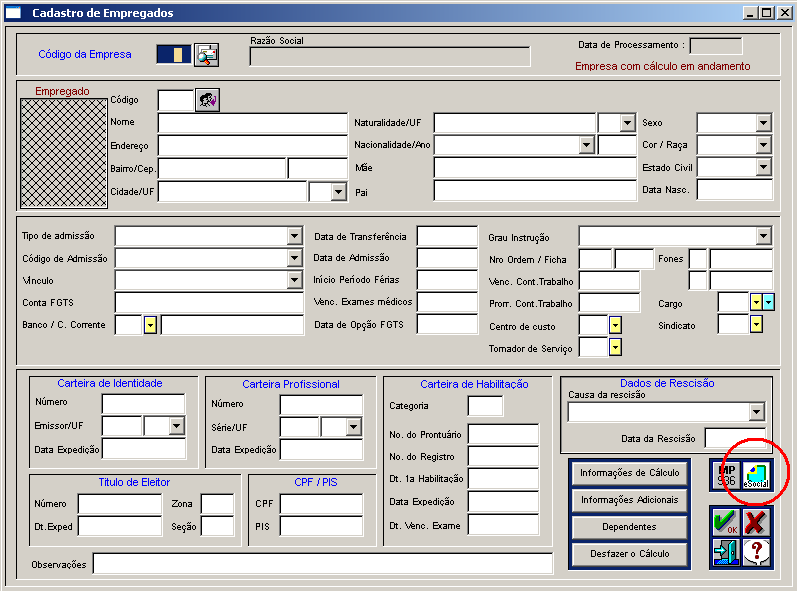 Cadastro de Empregados
Código da Empresa
Razão Social
Data de Processamento :
Empresa com cálculo em andamento
Empregado
Código
Nome
Naturalidade/UF
Sexo
Endereço
Nacionalidade/Ano
Cor / Raça
Bairro/Cep.
Mãe
Estado Civil
Cidade/UF
Pai
Data Nasc.
Tipo de admissão
Data de Transferência
Grau Instrução
Código de Admissão
Data de Admissão
Nro Ordem / Ficha
Fones
Vínculo
Início Período Férias
Venc. Cont.Trabalho
Conta FGTS
Venc. Exames médicos
Prorr. Cont.Trabalho
Cargo
Banco / C. Corrente
Data de Opção FGTS
Centro de custo
Sindicato
Tomador de Serviço
Carteira de Identidade
Número
Emissor/UF
Data Expedição
Carteira Profissional
Número
Série/UF
Data Expedição
Carteira de Habilitação
Categoria
No. do Prontuário
No. do Registro
Dt. 1a Habilitação
Data Expedição
Dt. Venc. Exame
Dados de Rescisão
Causa da rescisão
Data da Rescisão
Título de Eleitor
Número
Zona
Dt.Exped
Seção
CPF / PIS
CPF
PIS
Informações de Cálculo
Informações Adicionais
Dependentes
Desfazer o Cálculo
MP
936
eSocial
OK
?
Observações